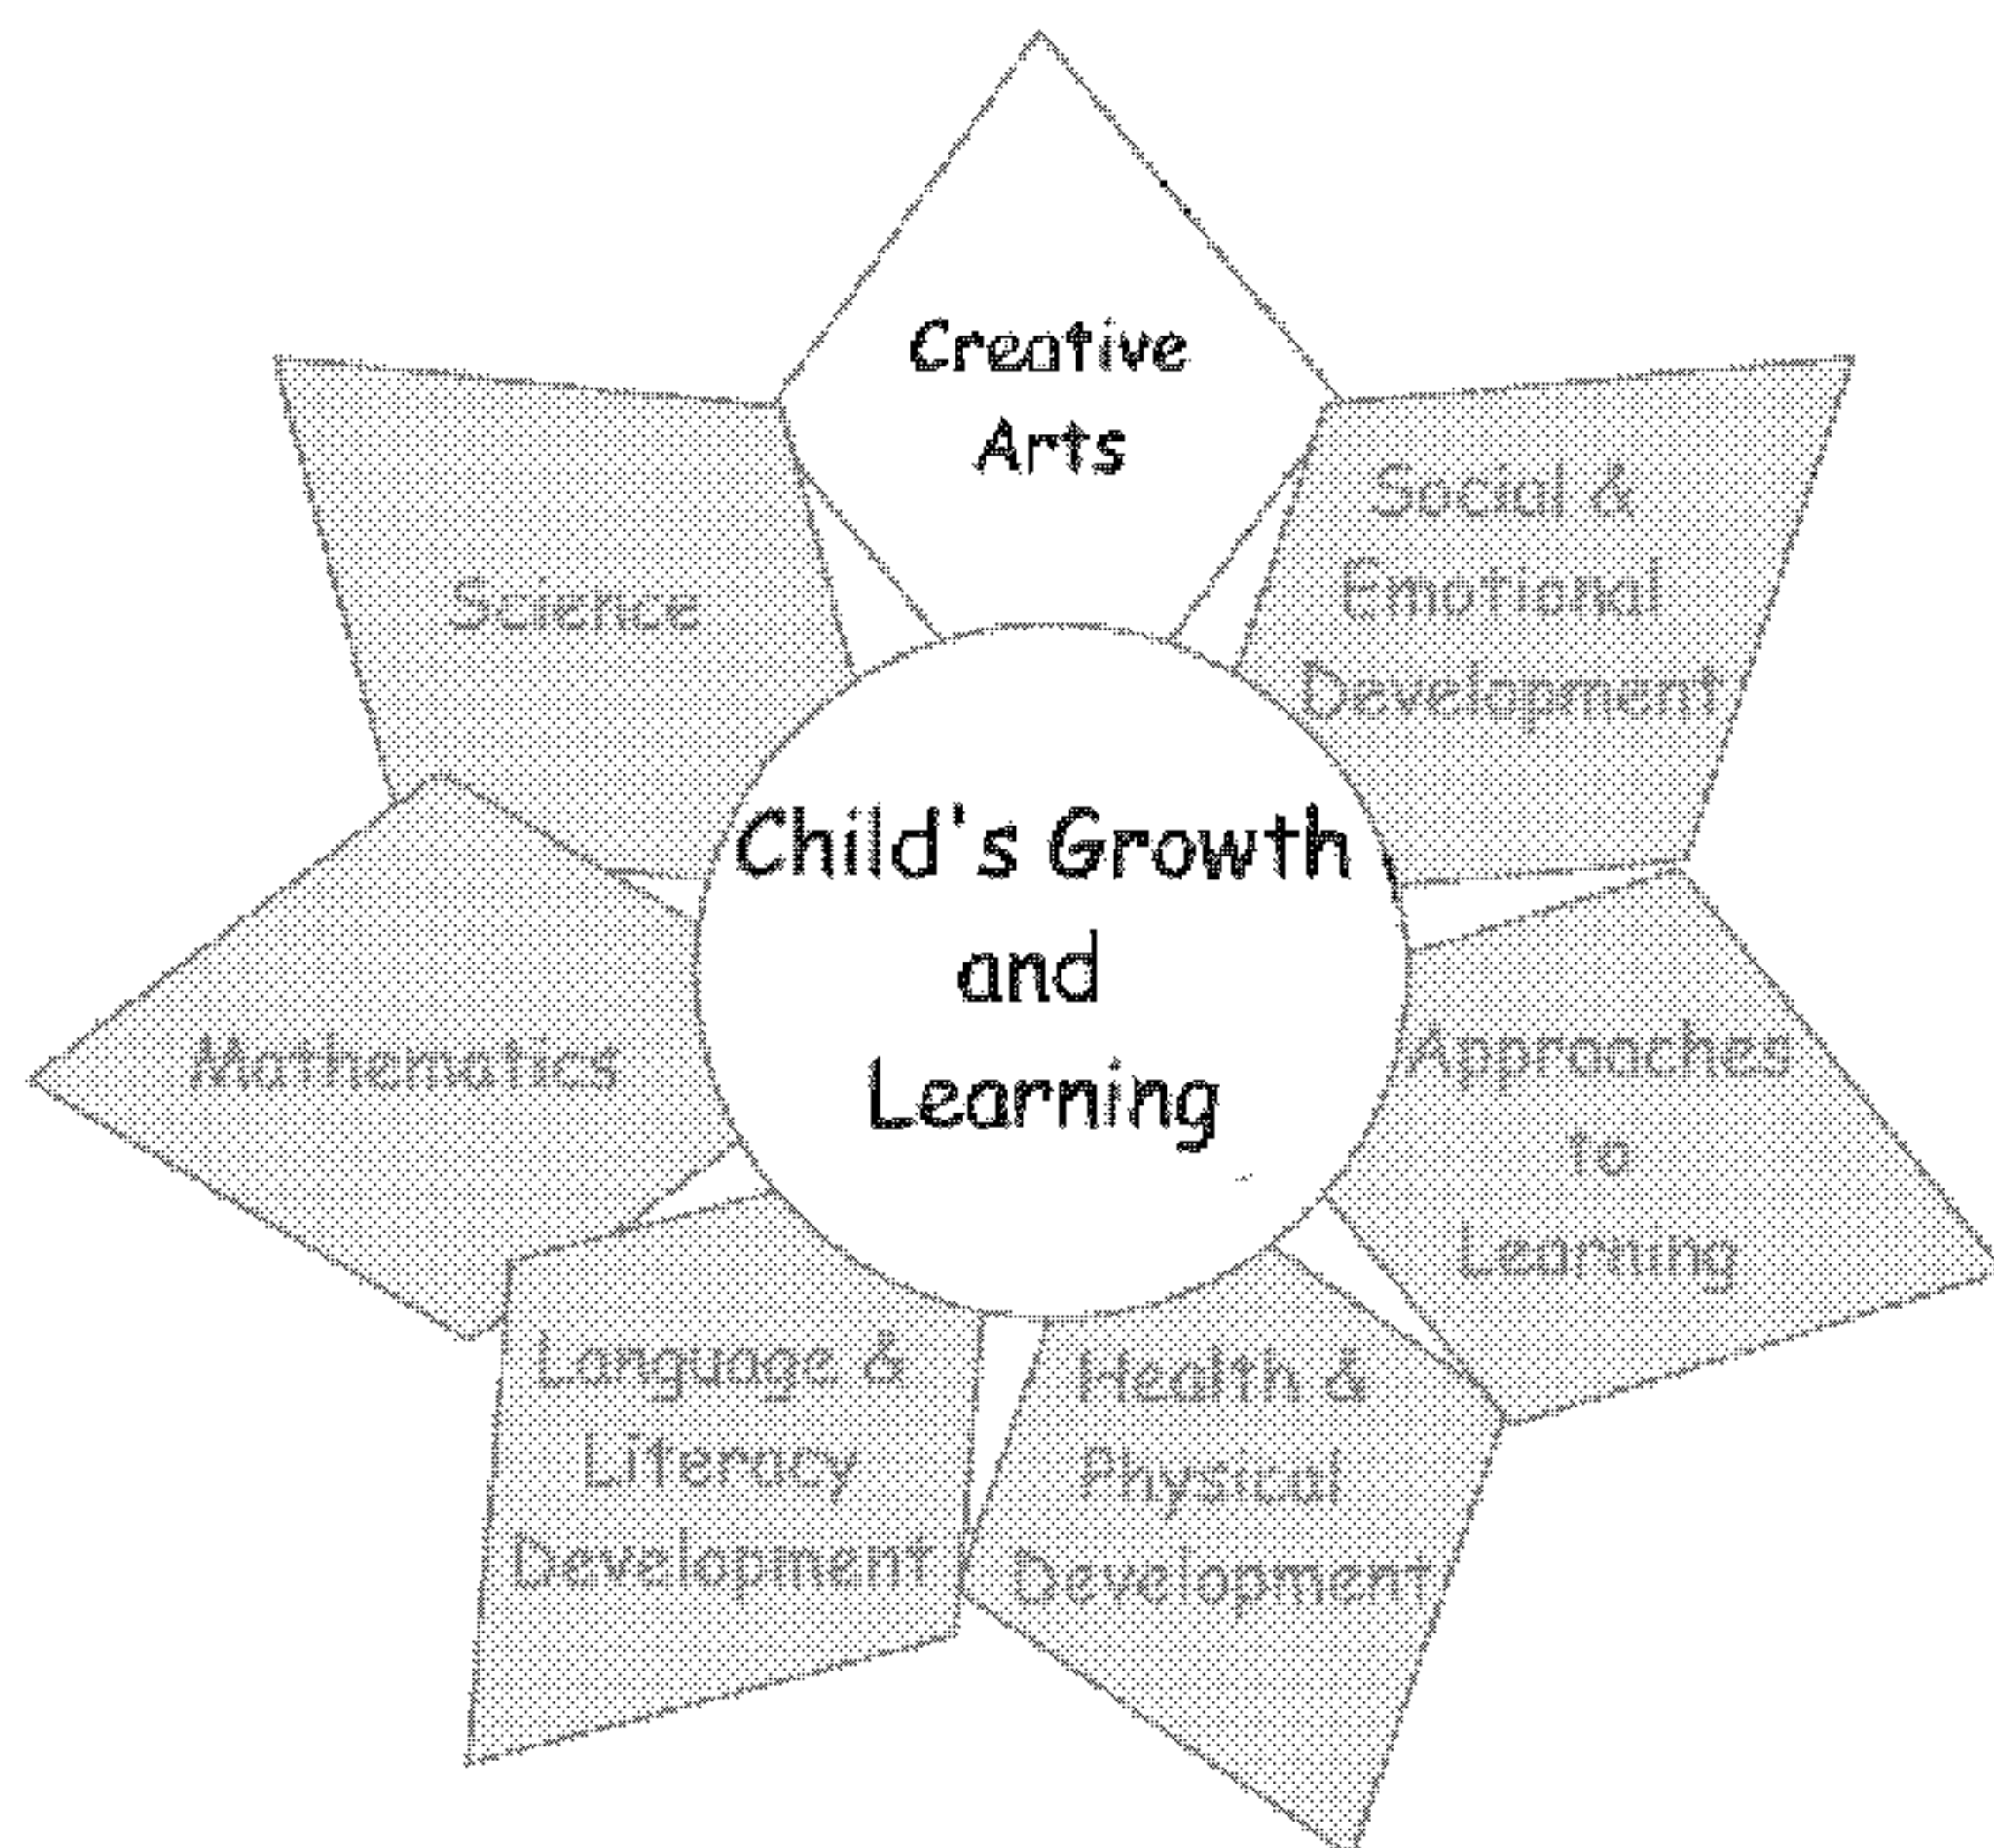 Creative
Arts
Social &
Emotional
Development
Science
Child's Growth
and
Learning
Mathematics
Approaches
to
Learning
Language &
Literacy
Development
Health &
Physical
Development